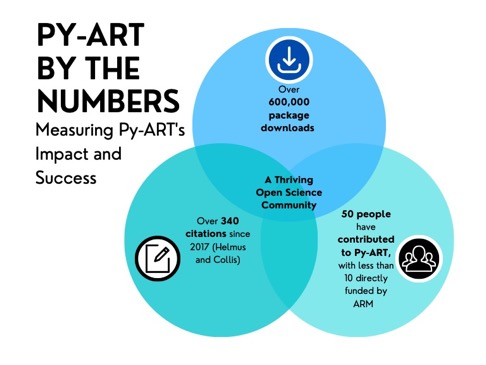 PY-ART
BY THE
NUMBERS
Measuring Py-ART's
Impact and
Success
Over
600,000
package
downloads
A Thriving
Open Science
Community
Over 340
citations since
2017 (Helmus
and Collis)
50 people
have
contributed
to Py-ART,
with less than
10 directly
funded by
ARM